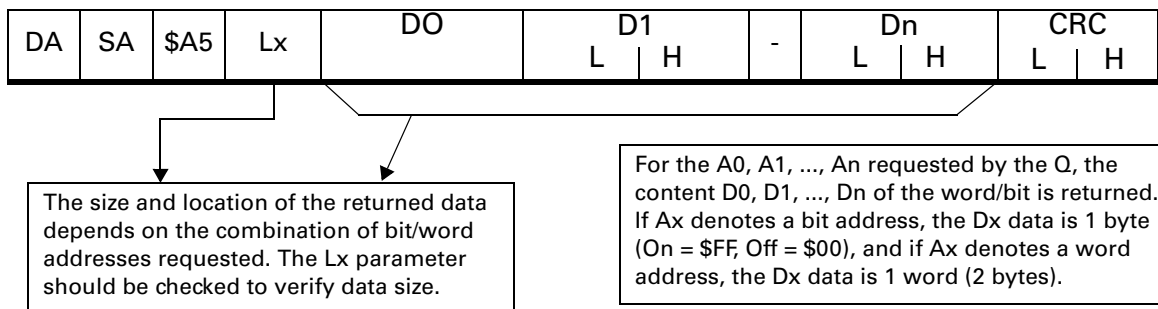 DA SA $A5 Lx DO D1 - Dn CRC
L H L H L H
The size and location of the returned data
depends on the combination of bit/word
addresses requested. The Lx parameter
should be checked to verify data size.
For the A0, A1, ..., An requested by the Q, the
content D0, D1, ..., Dn of the word/bit is returned.
If Ax denotes a bit address, the Dx data is 1 byte
(On = $FF, Off = $00), and if Ax denotes a word
address, the Dx data is 1 word (2 bytes).